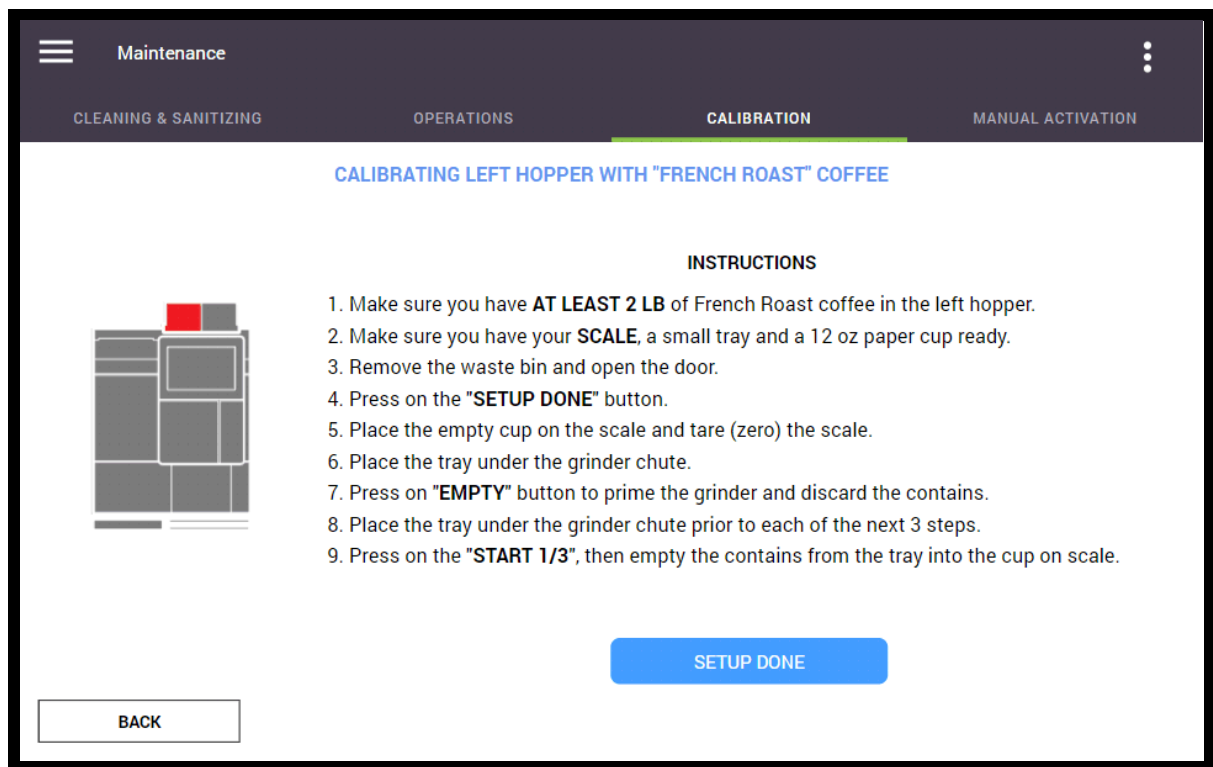 Maintenance
CLEANING & SANITIZING OPERATIONS CALIBRATION MANUAL ACTIVATION
CALIBRATING LEFT HOPPER WITH "FRENCH ROAST" COFFEE
INSTRUCTIONS
1. Make sure you have AT LEAST 2 LB of French Roast coffee in the left hopper.
2. Make sure you have your SCALE, a small tray and a 12 oz paper cup ready.
3. Remove the waste bin and open the door.
4. Press on the "SETUP DONE" button.
5. Place the empty cup on the scale and tare (zero) the scale.
6. Place the tray under the grinder chute.
7. Press on "EMPTY" button to prime the grinder and discard the contains.
8. Place the tray under the grinder chute prior to each of the next 3 steps.
9. Press on the "START 1/3", then empty the contains from the tray into the cup on scale.
SETUP DONE
BACK